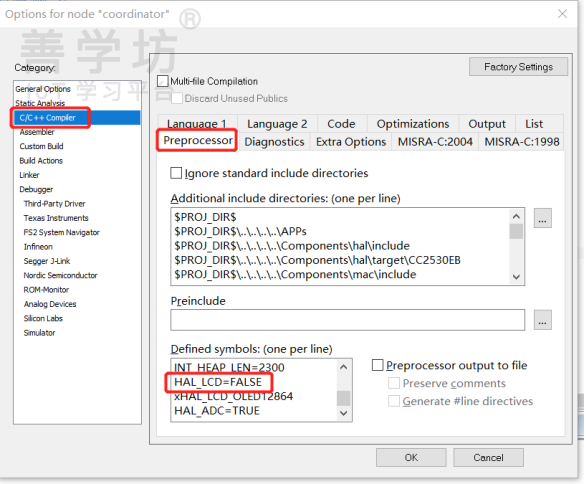 Options for node "coordinator"
善学坊®
IoT 学习平台
Category:
Factory Settings
General Options
Static Analysis
C/C++ Compiler
Assembler
Custom Build
Build Actions
Linker
Debugger
Third-Party Driver
Texas Instruments
FS2 System Navigator
Infineon
Segger J-Link
Nordic Semiconductor
ROM-Monitor
Analog Devices
Silicon Labs
Simulator
Multi-file Compilation
Discard Unused Publics
Language 1
Language 2
Code
Optimizations
Output
List
Preprocessor
Diagnostics
Extra Options
MISRA-C:2004
MISRA-C:1998
Ignore standard include directories
Additional include directories: (one per line)
$PROJ_DIR$
$PROJ_DIR$\..\..\..\..\APPs
$PROJ_DIR$\..\..\..\..\Components\hal\include
$PROJ_DIR$\..\..\..\..\Components\hal\target\CC2530EB
$PROJ_DIR$\..\..\..\..\Components\mac\include
...
Preinclude
...
Defined symbols: (one per line)
INT_HEAP_LEN=2300
HAL_LCD=FALSE
xHAL_LCD_OLED12864
HAL_ADC=TRUE
Preprocessor output to file
Preserve comments
Generate #line directives
OK
Cancel